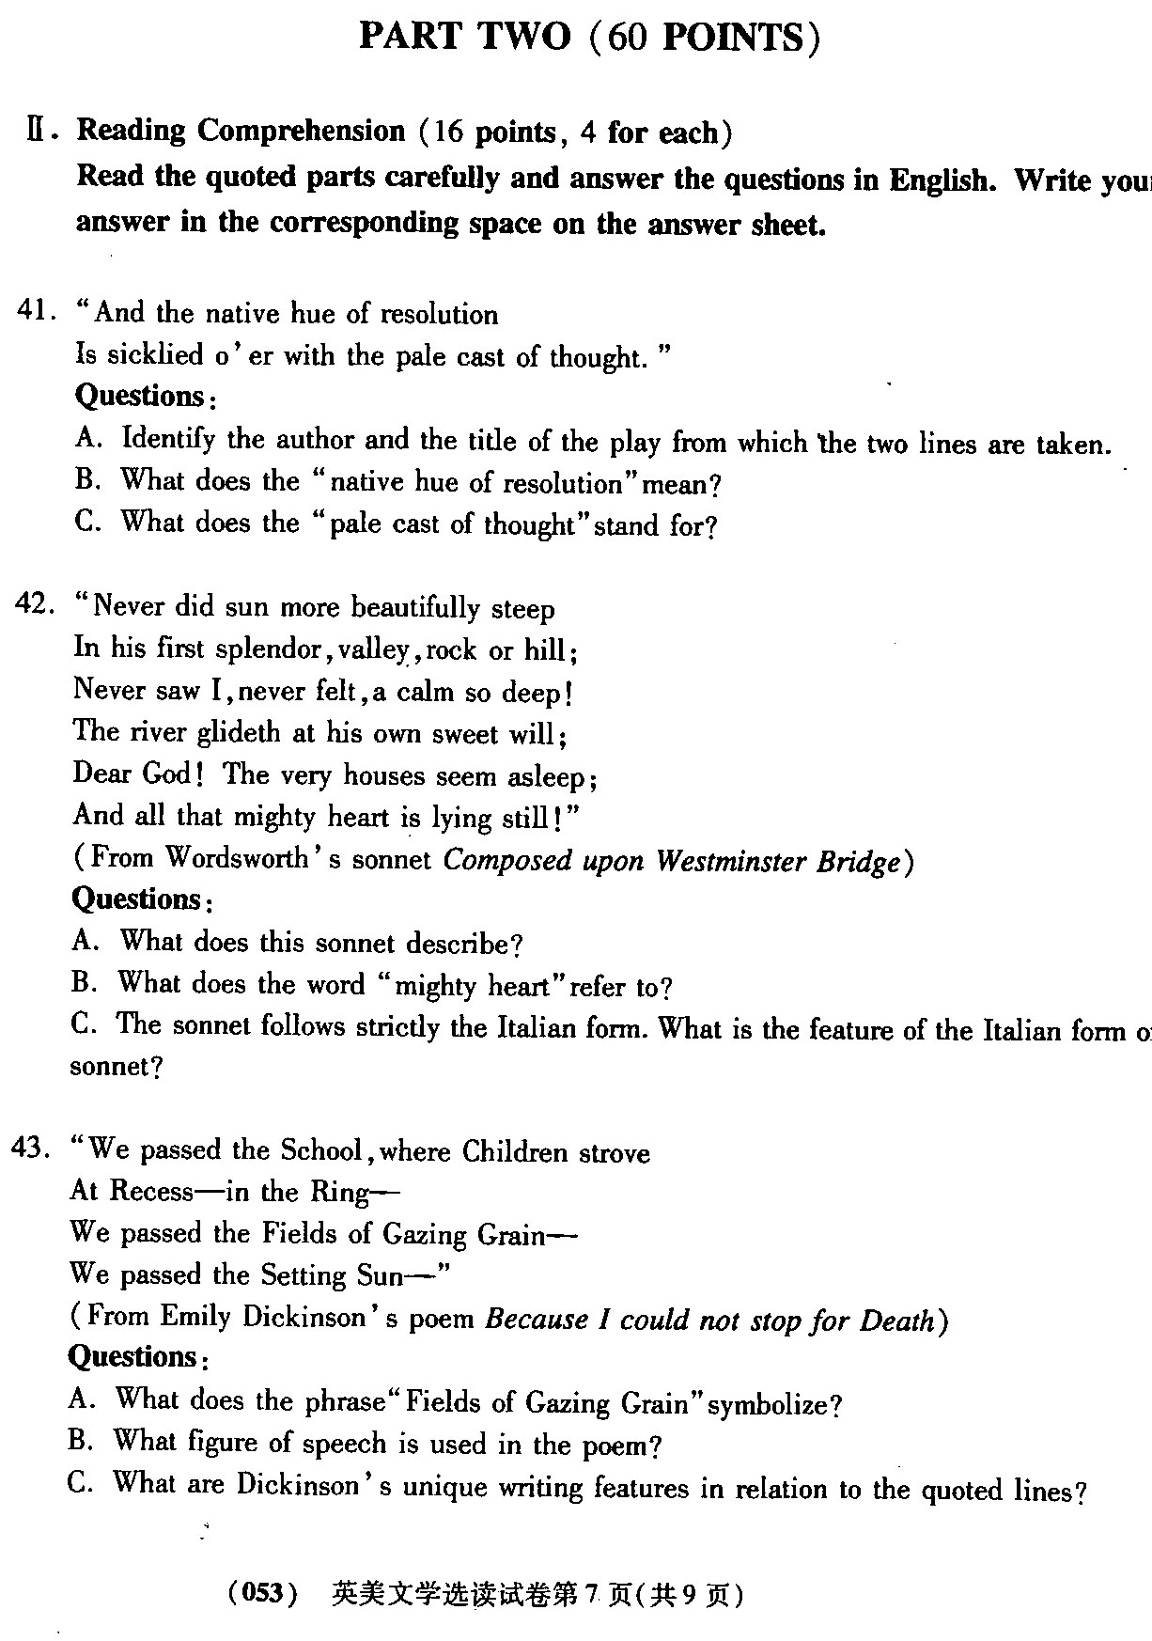 PART TWO (60 POINTS)
Ⅱ. Reading Comprehension (16 points, 4 for each)
Read the quoted parts carefully and answer the questions in English. Write your
answer in the corresponding space on the answer sheet.
41. “And the native hue of resolution
Is sicklied o’er with the pale cast of thought.”
Questions:
A. Identify the author and the title of the play from which the two lines are taken.
B. What does the “native hue of resolution” mean?
C. What does the “pale cast of thought” stand for?
42. “Never did sun more beautifully steep
In his first splendor, valley, rock or hill;
Never saw I, never felt, a calm so deep!
The river glideth at his own sweet will;
Dear God! The very houses seem asleep;
And all that mighty heart is lying still!”
(From Wordsworth’s sonnet Composed upon Westminster Bridge)
Questions:
A. What does this sonnet describe?
B. What does the word “mighty heart” refer to?
C. The sonnet follows strictly the Italian form. What is the feature of the Italian form
sonnet?
43. “We passed the School, where Children strove
At Recess—in the Ring—
We passed the Fields of Gazing Grain—
We passed the Setting Sun—”
(From Emily Dickinson’s poem Because I could not stop for Death)
Questions:
A. What does the phrase “Fields of Gazing Grain” symbolize?
B. What figure of speech is used in the poem?
C. What are Dickinson’s unique writing features in relation to the quoted lines?
(053) 英美文学选读试卷第7页(共9页)